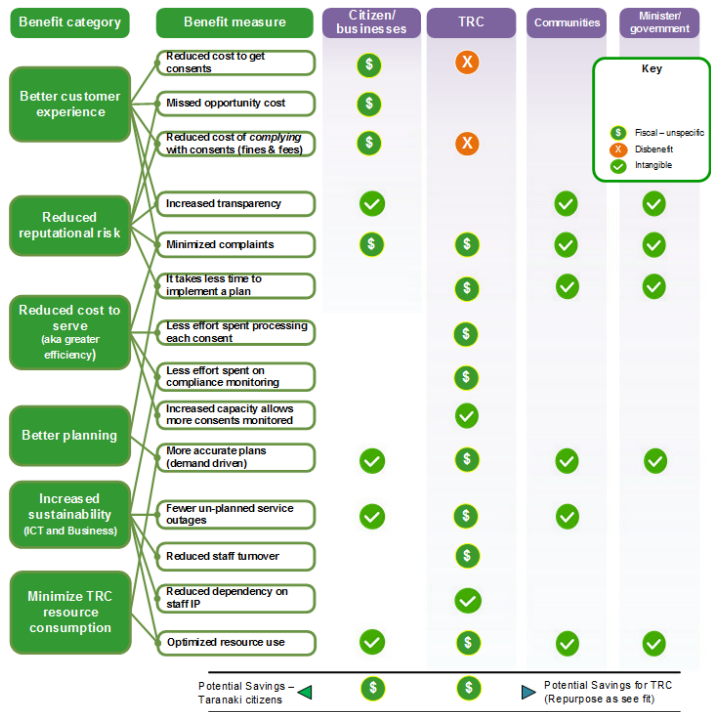 Benefit category
Benefit measure
Citizen/
businesses
TRC
Communities
Minister/
government
Better customer
experience
Reduced
reputational risk
Reduced cost to
serve
(aka greater
efficiency)
Better planning
Increased
sustainability
(ICT and Business)
Minimize TRC
resource
consumption
Reduced cost to get
consents
$
X
Missed opportunity cost
$
Reduced cost of complying
with consents (fines & fees)
$
X
Increased transparency
Minimized complaints
$
$
It takes less time to
implement a plan
$
Less effort spent processing
each consent
$
Less effort spent on
compliance monitoring
$
Increased capacity allows
more consents monitored
More accurate plans
(demand driven)
$
Fewer un-planned service
outages
$
Reduced staff turnover
$
Reduced dependency on
staff IP
Optimized resource use
$
Key
$ Fiscal – unspecific
X Disbenefit
Intangible
Potential Savings –
Taranaki citizens
$
$
Potential Savings for TRC
(Repurpose as see fit)